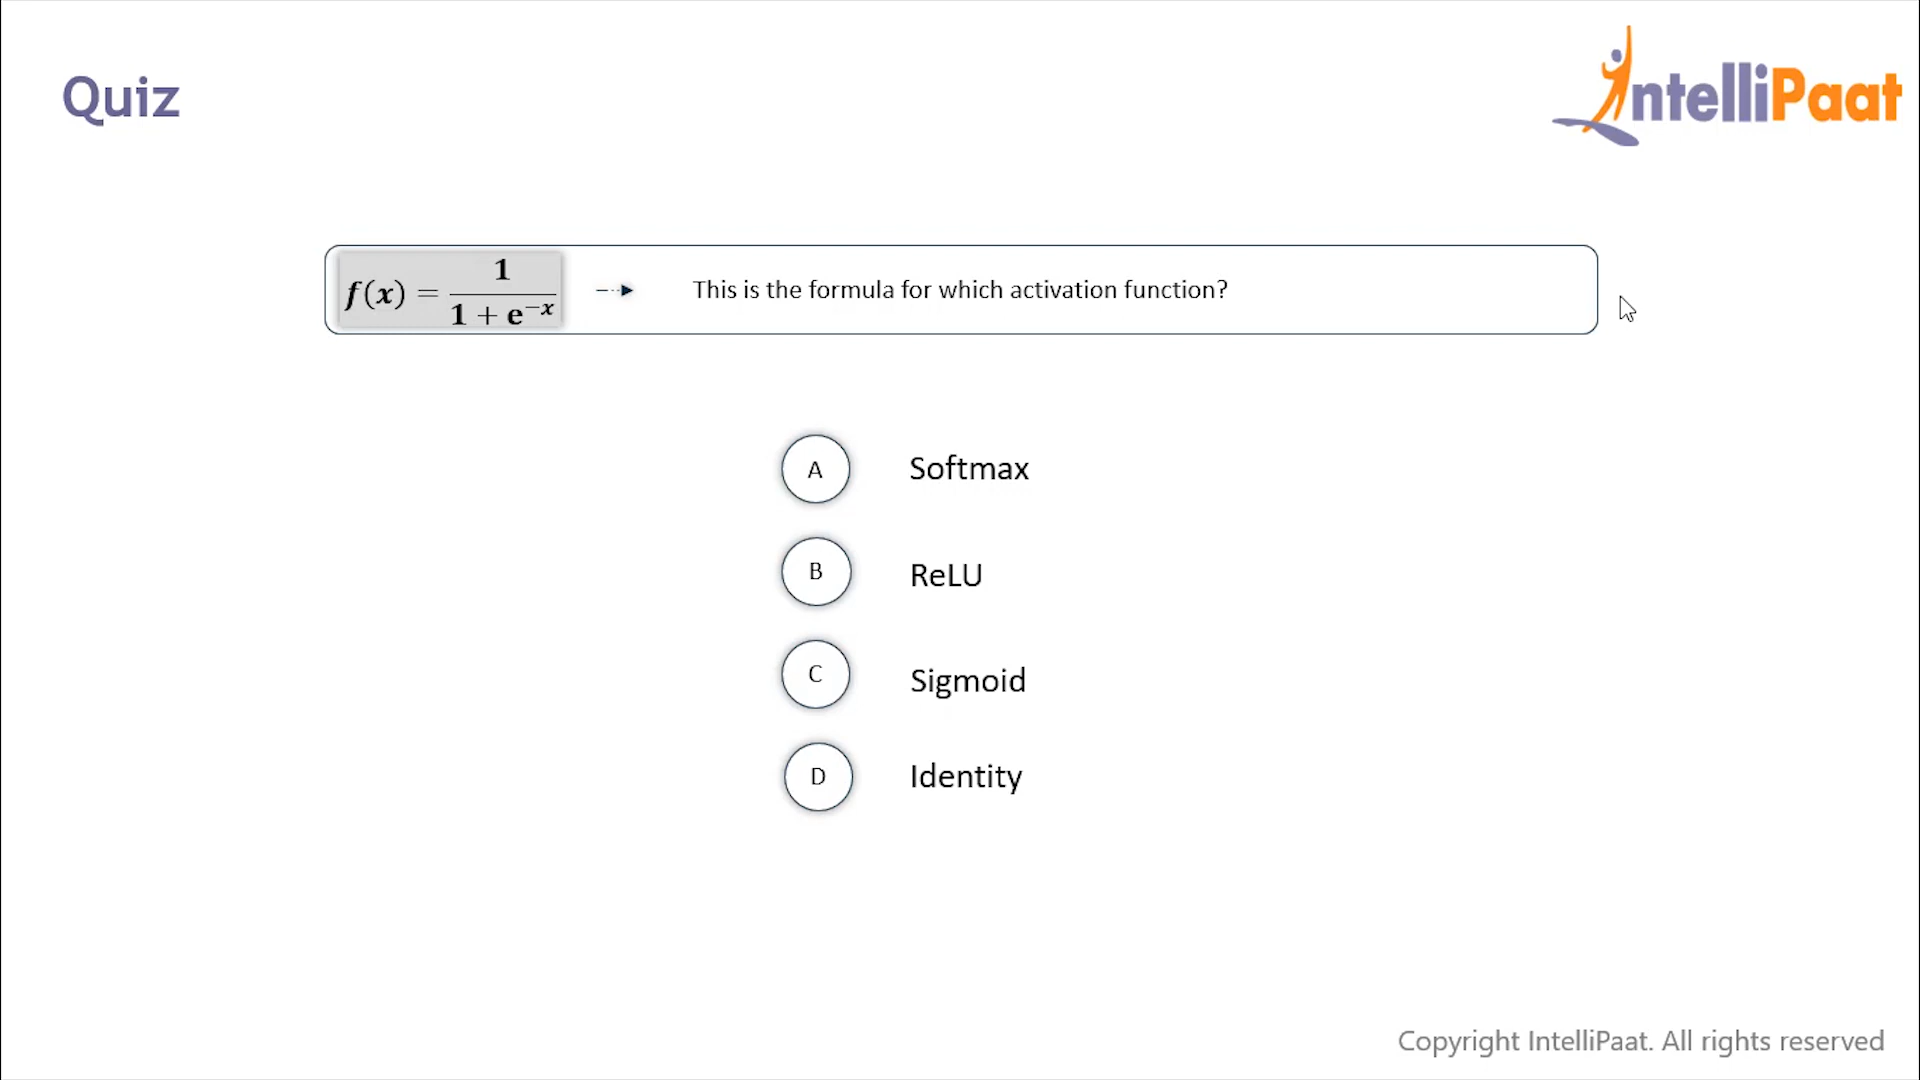 Quiz
IntelliPaat
f(x) = 1 / (1 + e^−x)
This is the formula for which activation function?
A Softmax
B ReLU
C Sigmoid
D Identity
Copyright IntelliPaat. All rights reserved